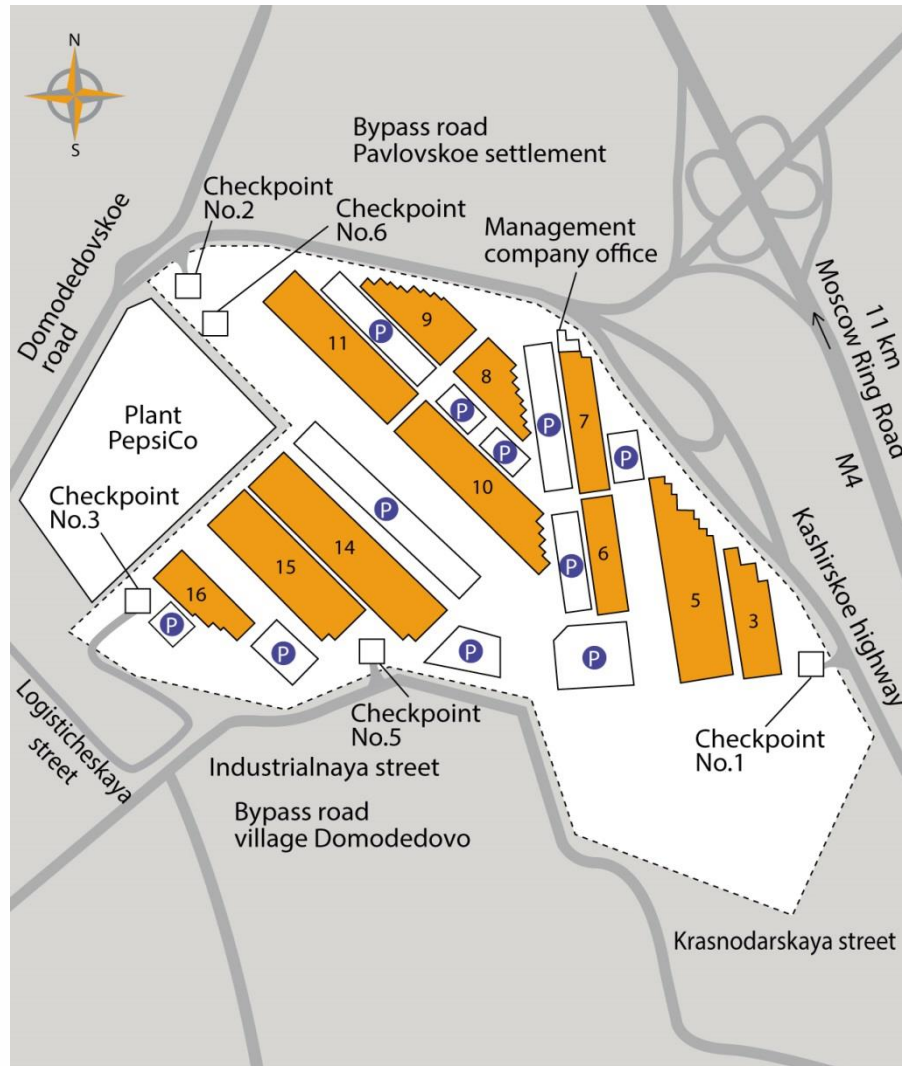 N
S
Bypass road
Pavlovskoe settlement
Checkpoint
No.2
Checkpoint
No.6
Management
company office
Domodedovskoe
road
Moscow Ring Road
11 km
M4
Kashirskoe highway
Plant
PepsiCo
Checkpoint
No.3
11
P
9
8
P
P
P
7
P
10
P
14
15
16
P
P
P
6
P
P
5
3
Checkpoint
No.5
Checkpoint
No.1
Logisticheskaya
street
Industrialnaya street
Bypass road
village Domodedovo
Krasnodarskaya street